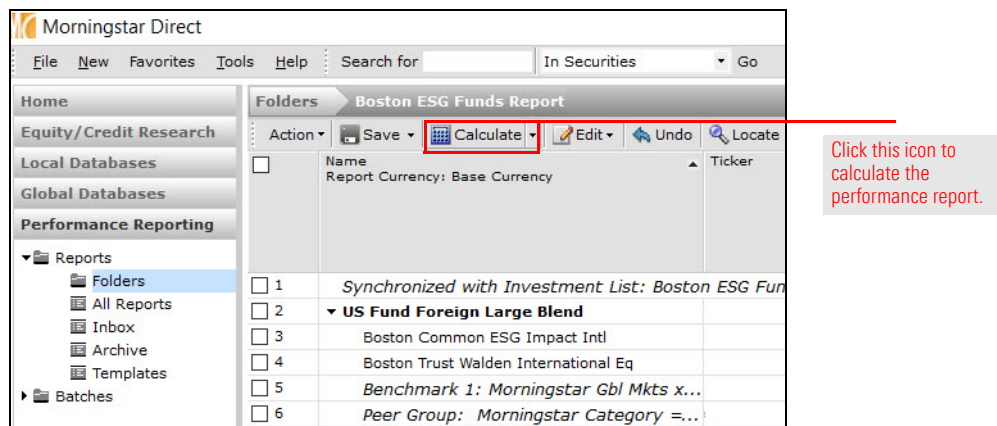 Morningstar Direct
File New Favorites Tools Help Search for In Securities Go
Home
Equity/Credit Research
Local Databases
Global Databases
Performance Reporting
Reports
Folders
All Reports
Inbox
Archive
Templates
Batches
Folders Boston ESG Funds Report
Action Save Calculate Edit Undo Locate
Name Ticker
Report Currency: Base Currency
1 Synchronized with Investment List: Boston ESG Fun
2 US Fund Foreign Large Blend
3 Boston Common ESG Impact Intl
4 Boston Trust Walden International Eq
5 Benchmark 1: Morningstar Gbl Mkts x...
6 Peer Group: Morningstar Category =...
Click this icon to
calculate the
performance report.